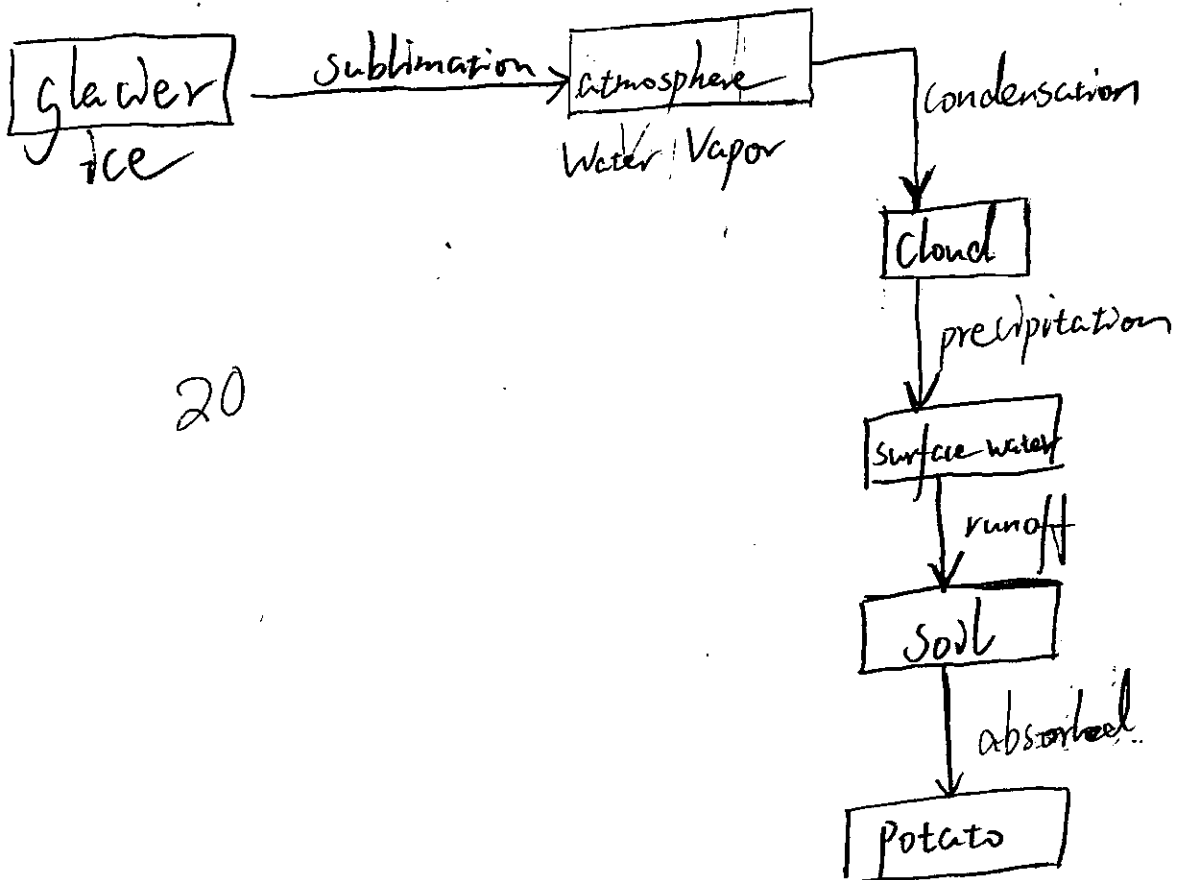 glacier
ice
sublimation
atmosphere
Water Vapor
condensation
Cloud
precipitation
Surface water
20
runoff
Soil
absorbed
Potato